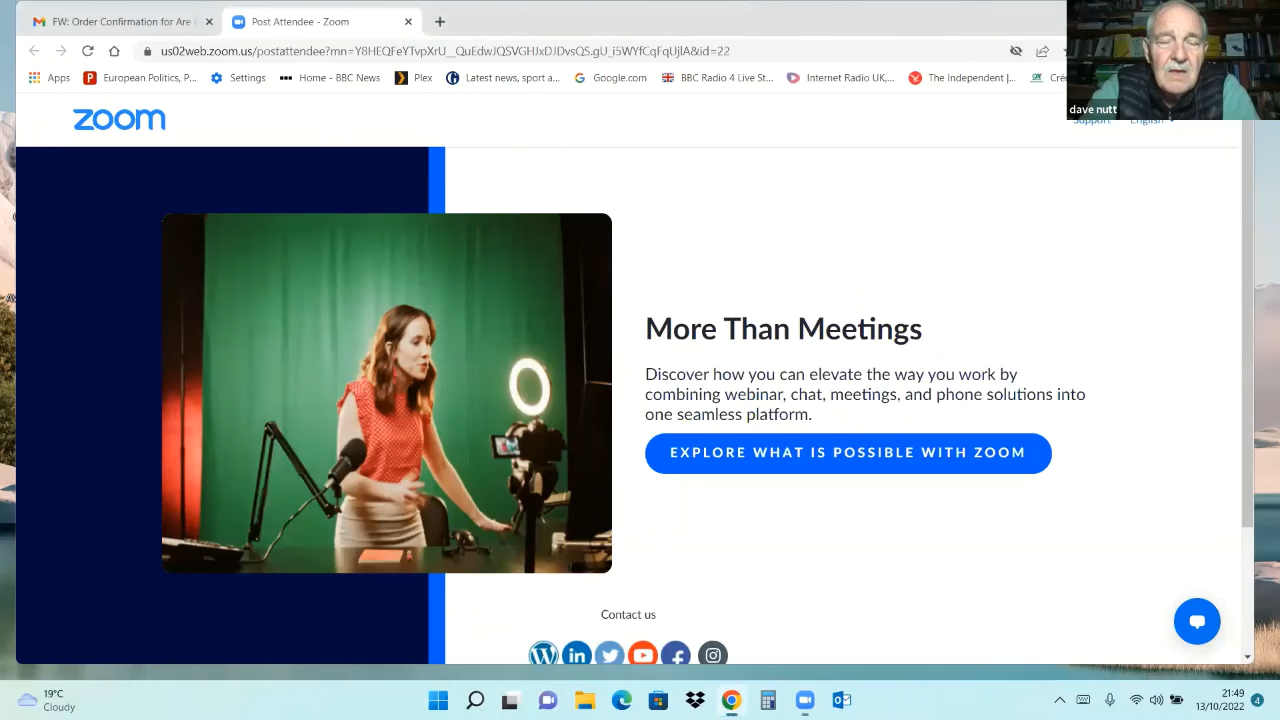 FW: Order Confirmation for Are
Post Attendee - Zoom
us02web.zoom.us/postattendee?mn=Y8HEQFeYTvpXrU_QuEdwJQSVGHJxDJDvsQS.gU_i5WYfCqFqUjlA&id=22
Apps
European Politics, P...
Settings
Home - BBC News
Plex
Latest news, sport a...
Google.com
BBC Radio 4 Live St...
Internet Radio UK,...
The Independent |...
dave nutt
zoom
Support English
More Than Meetings
Discover how you can elevate the way you work by
combining webinar, chat, meetings, and phone solutions into
one seamless platform.
EXPLORE WHAT IS POSSIBLE WITH ZOOM
Contact us
19°C
Cloudy
21:49
13/10/2022
4